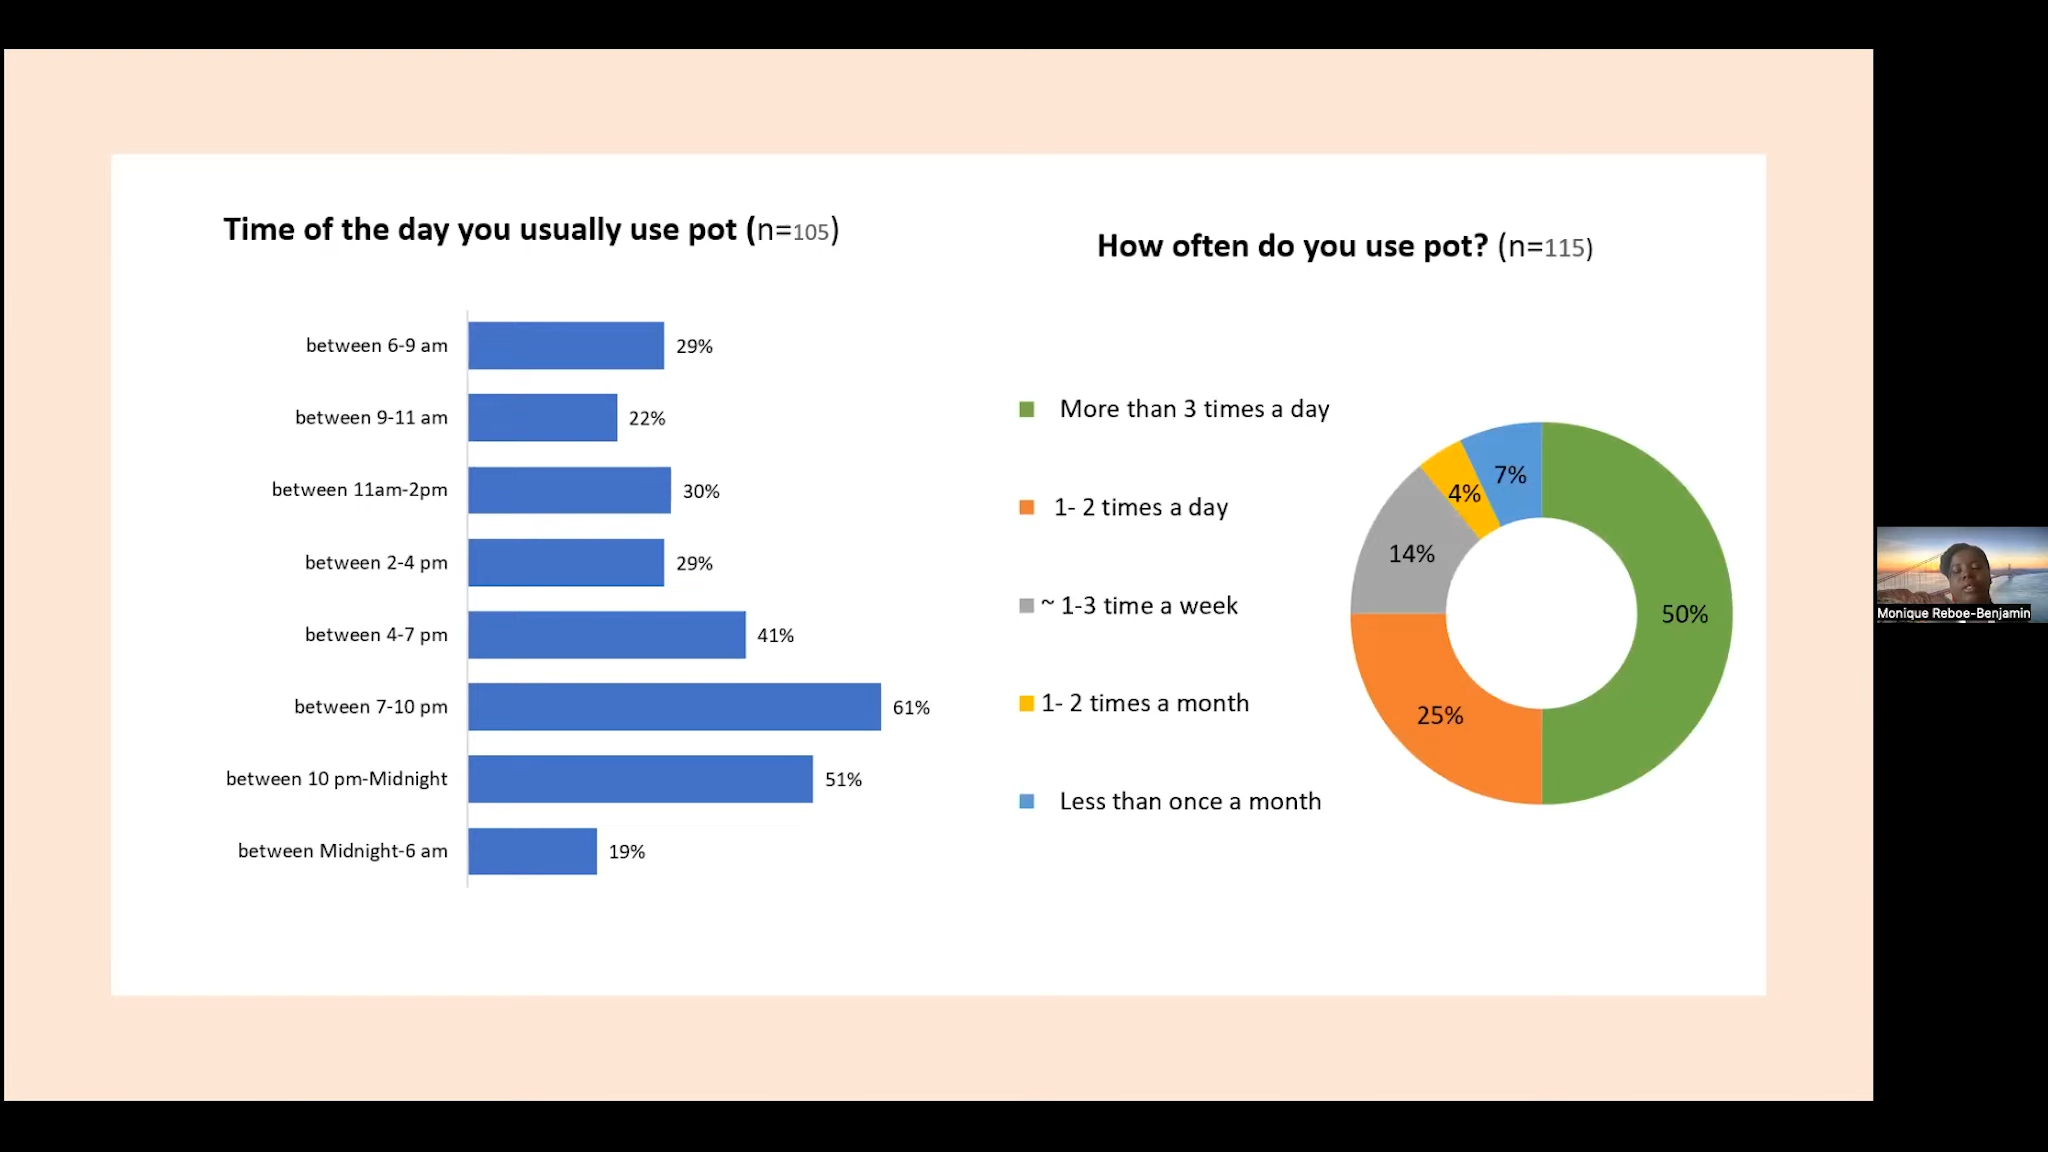 Time of the day you usually use pot (n=105)
between 6-9 am 29%
between 9-11 am 22%
between 11am-2pm 30%
between 2-4 pm 29%
between 4-7 pm 41%
between 7-10 pm 61%
between 10 pm-Midnight 51%
between Midnight-6 am 19%
How often do you use pot? (n=115)
More than 3 times a day
1- 2 times a day
~ 1-3 time a week
1- 2 times a month
Less than once a month
7%
4%
14%
50%
25%
Monique Reboe-Benjamin